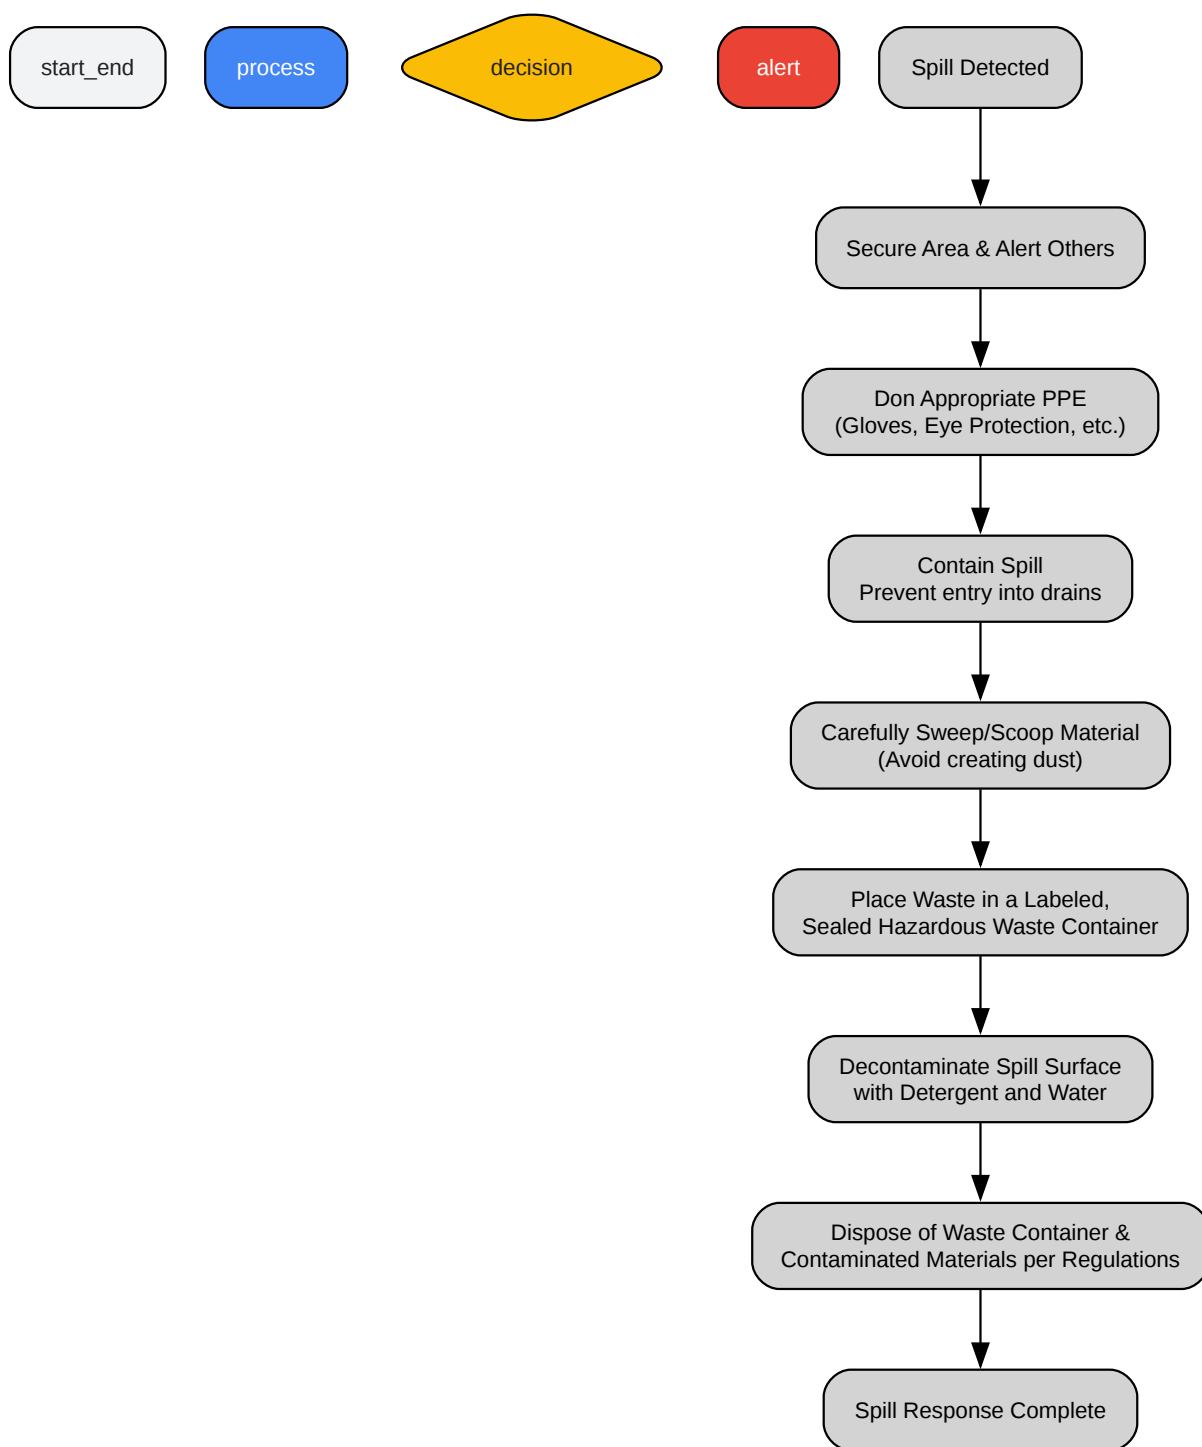 start_end
process
decision
alert
Spill Detected
Secure Area & Alert Others
Don Appropriate PPE
(Gloves, Eye Protection, etc.)
Contain Spill
Prevent entry into drains
Carefully Sweep/Scoop Material
(Avoid creating dust)
Place Waste in a Labeled,
Sealed Hazardous Waste Container
Decontaminate Spill Surface
with Detergent and Water
Dispose of Waste Container &
Contaminated Materials per Regulations
Spill Response Complete